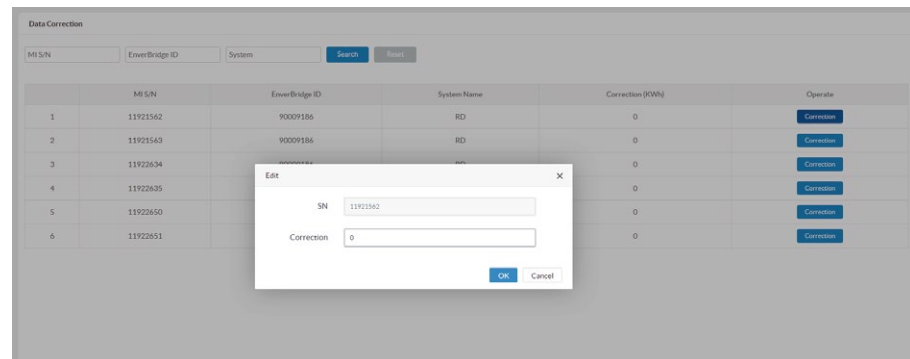 Data Correction
MI S/N EnverBridge ID System Search Reset
MI S/N EnverBridge ID System Name Correction (KWh) Operate
1 11921562 90009186 RD 0 Correction
2 11921563 90009186 RD 0 Correction
3 11922634 90009186 RD 0 Correction
Edit
4 11922635 0 Correction
SN 11921562
5 11922650 0 Correction
Correction 0
6 11922651 0 Correction
OK Cancel